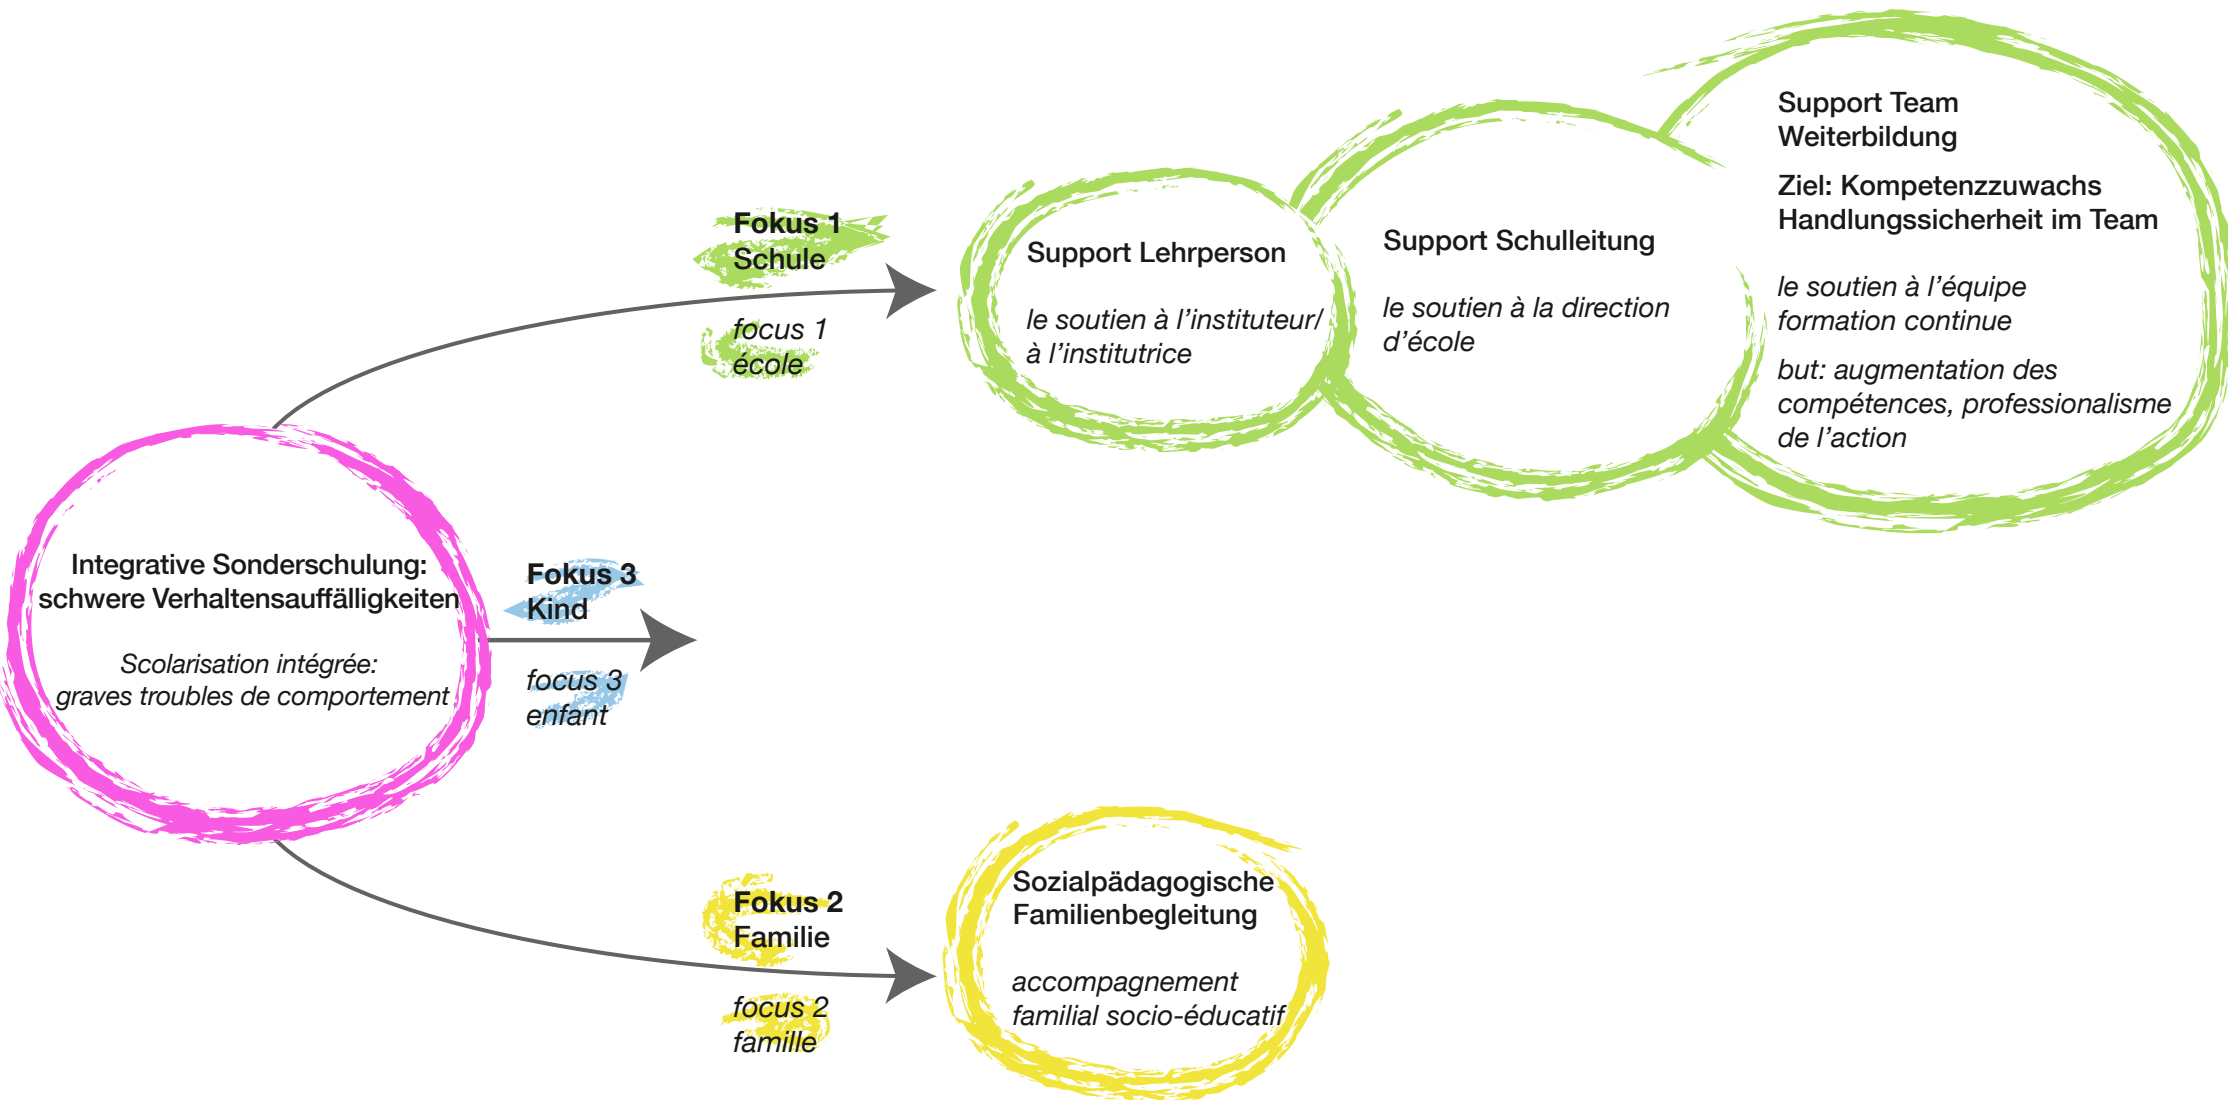 Integrative Sonderschulung:
schwere Verhaltensauffälligkeiten
Scolarisation intégrée:
graves troubles de comportement
Fokus 1
Schule
focus 1
école
Support Lehrperson
le soutien à l’instituteur/
à l’institutrice
Support Schulleitung
le soutien à la direction
d’école
Support Team
Weiterbildung
Ziel: Kompetenzzuwachs
Handlungssicherheit im Team
le soutien à l’équipe
formation continue
but: augmentation des
compétences, professionalisme
de l’action
Fokus 3
Kind
focus 3
enfant
Fokus 2
Familie
focus 2
famille
Sozialpädagogische
Familienbegleitung
accompagnement
familial socio-éducatif